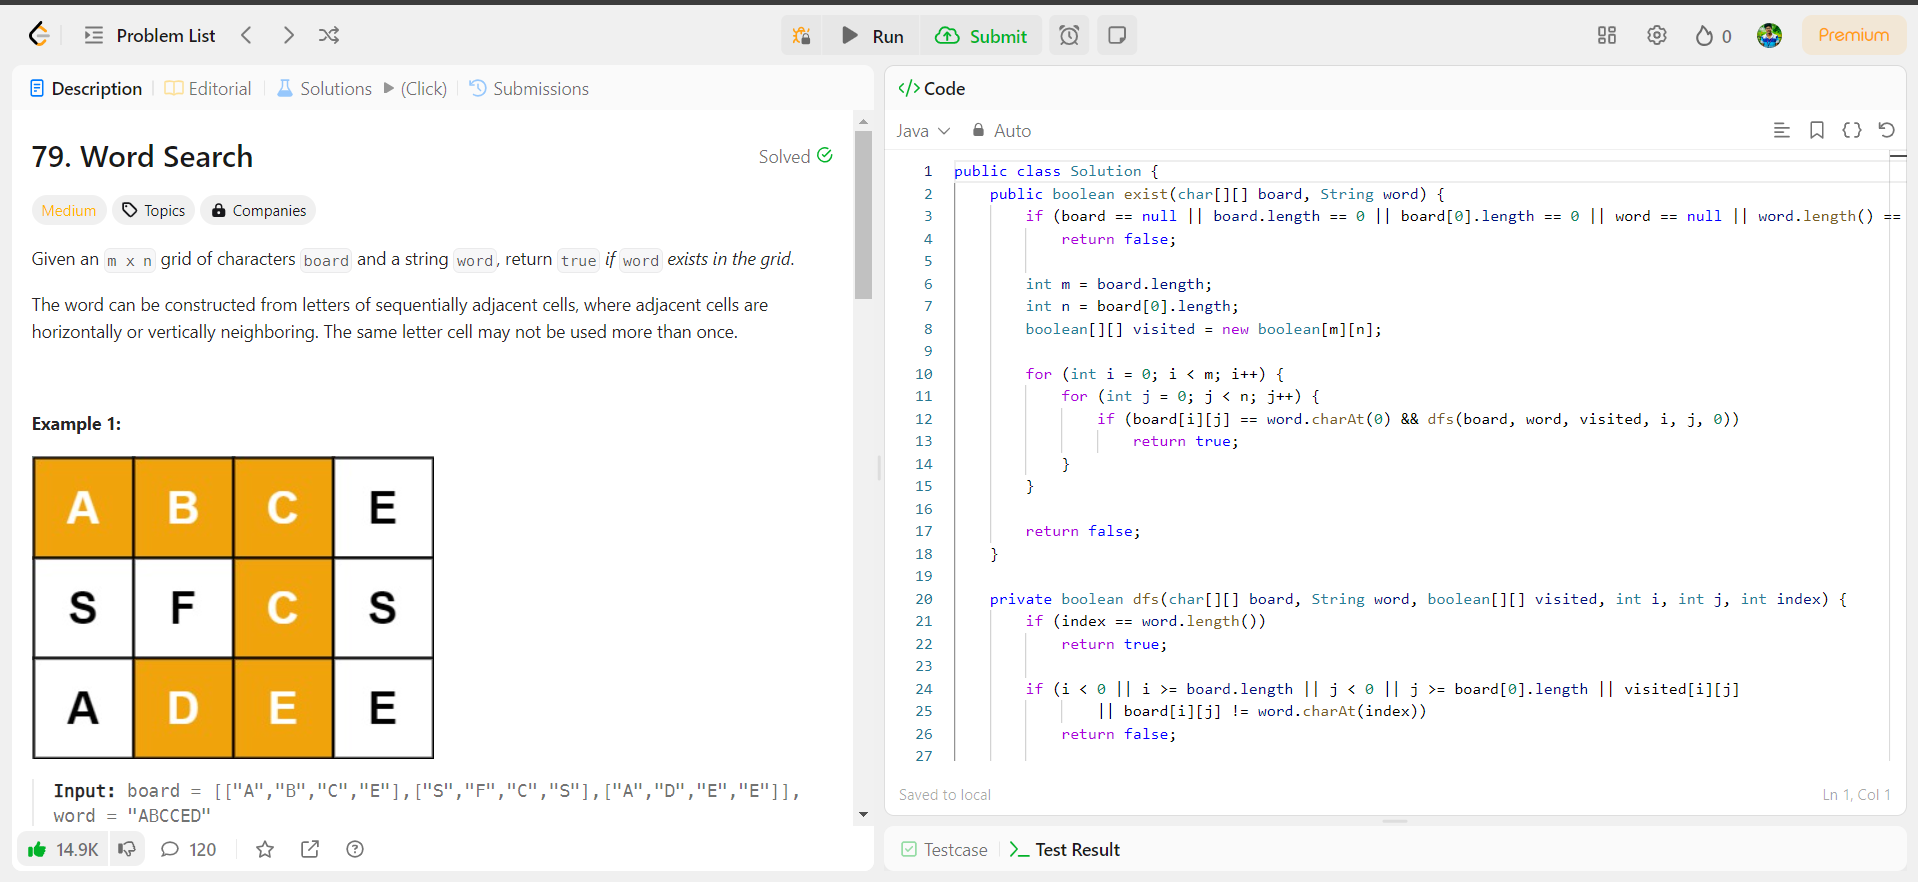 Problem List
Run
Submit
0
Premium
Description
Editorial
Solutions
(Click)
Submissions
79. Word Search
Solved
Medium
Topics
Companies
Given an m x n grid of characters board and a string word, return true if word exists in the grid.
The word can be constructed from letters of sequentially adjacent cells, where adjacent cells are
horizontally or vertically neighboring. The same letter cell may not be used more than once.
Example 1:
A B C E
S F C S
A D E E
Input: board = [["A","B","C","E"],["S","F","C","S"],["A","D","E","E"]],
word = "ABCCED"
14.9K
120
</> Code
Java
Auto
1 public class Solution {
2 public boolean exist(char[][] board, String word) {
3 if (board == null || board.length == 0 || board[0].length == 0 || word == null || word.length() ==
4 return false;
5
6 int m = board.length;
7 int n = board[0].length;
8 boolean[][] visited = new boolean[m][n];
9
10 for (int i = 0; i < m; i++) {
11 for (int j = 0; j < n; j++) {
12 if (board[i][j] == word.charAt(0) && dfs(board, word, visited, i, j, 0))
13 return true;
14 }
15 }
16
17 return false;
18 }
19
20 private boolean dfs(char[][] board, String word, boolean[][] visited, int i, int j, int index) {
21 if (index == word.length())
22 return true;
23
24 if (i < 0 || i >= board.length || j < 0 || j >= board[0].length || visited[i][j]
25 || board[i][j] != word.charAt(index))
26 return false;
27
Saved to local
Ln 1, Col 1
Testcase
Test Result